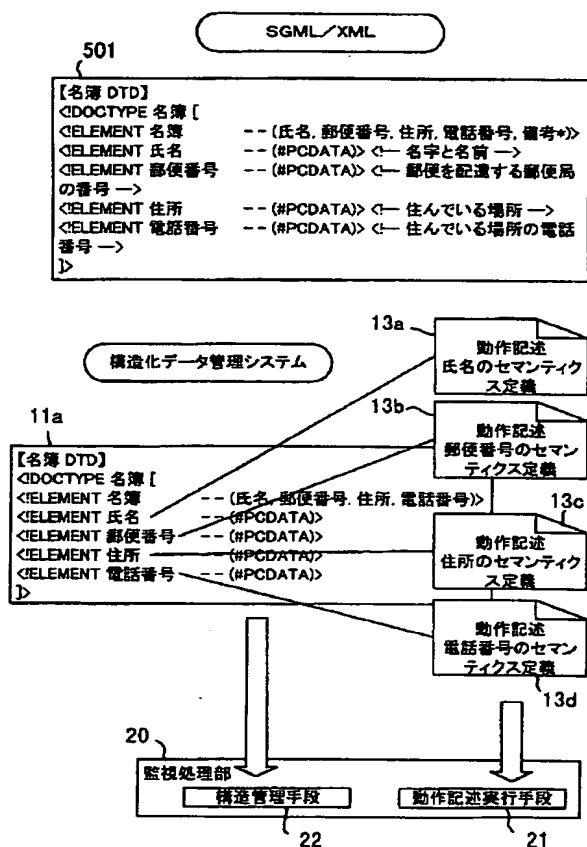 SGML/XML
501
【名簿 DTD】
<!DOCTYPE 名簿 [
<!ELEMENT 名簿 -- (氏名, 郵便番号, 住所, 電話番号, 備考*)>
<!ELEMENT 氏名 -- (#PCDATA)> <!-- 名字と名前 -->
<!ELEMENT 郵便番号 -- (#PCDATA)> <!-- 郵便を配達する郵便局
の番号 -->
<!ELEMENT 住所 -- (#PCDATA)> <!-- 住んでいる場所 -->
<!ELEMENT 電話番号 -- (#PCDATA)> <!-- 住んでいる場所の電話
番号 -->
]>
構造化データ管理システム
13a
動作記述
氏名のセマンティク
ス定義
13b
動作記述
郵便番号のセマン
ティクス定義
11a
【名簿 DTD】
<!DOCTYPE 名簿 [
<!ELEMENT 名簿 -- (氏名, 郵便番号, 住所, 電話番号)>
<!ELEMENT 氏名 -- (#PCDATA)>
<!ELEMENT 郵便番号 -- (#PCDATA)>
<!ELEMENT 住所 -- (#PCDATA)>
<!ELEMENT 電話番号 -- (#PCDATA)>
]>
13c
動作記述
住所のセマンティク
ス定義
動作記述
電話番号のセマン
ティクス定義
13d
20
監視処理部
構造管理手段
動作記述実行手段
22
21